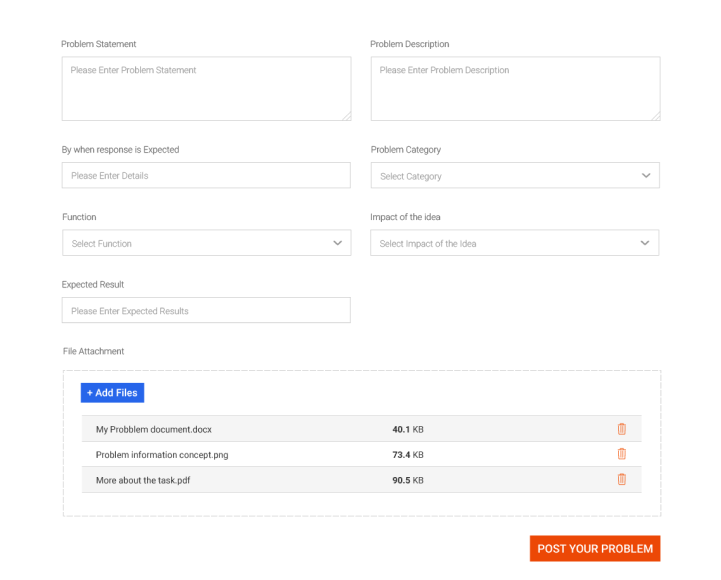 Problem Statement
Problem Description
Please Enter Problem Statement
Please Enter Problem Description
By when response is Expected
Problem Category
Please Enter Details
Select Category
Function
Impact of the idea
Select Function
Select Impact of the Idea
Expected Result
Please Enter Expected Results
File Attachment
+ Add Files
My Probblem document.docx 40.1 KB
Problem information concept.png 73.4 KB
More about the task.pdf 90.5 KB
POST YOUR PROBLEM